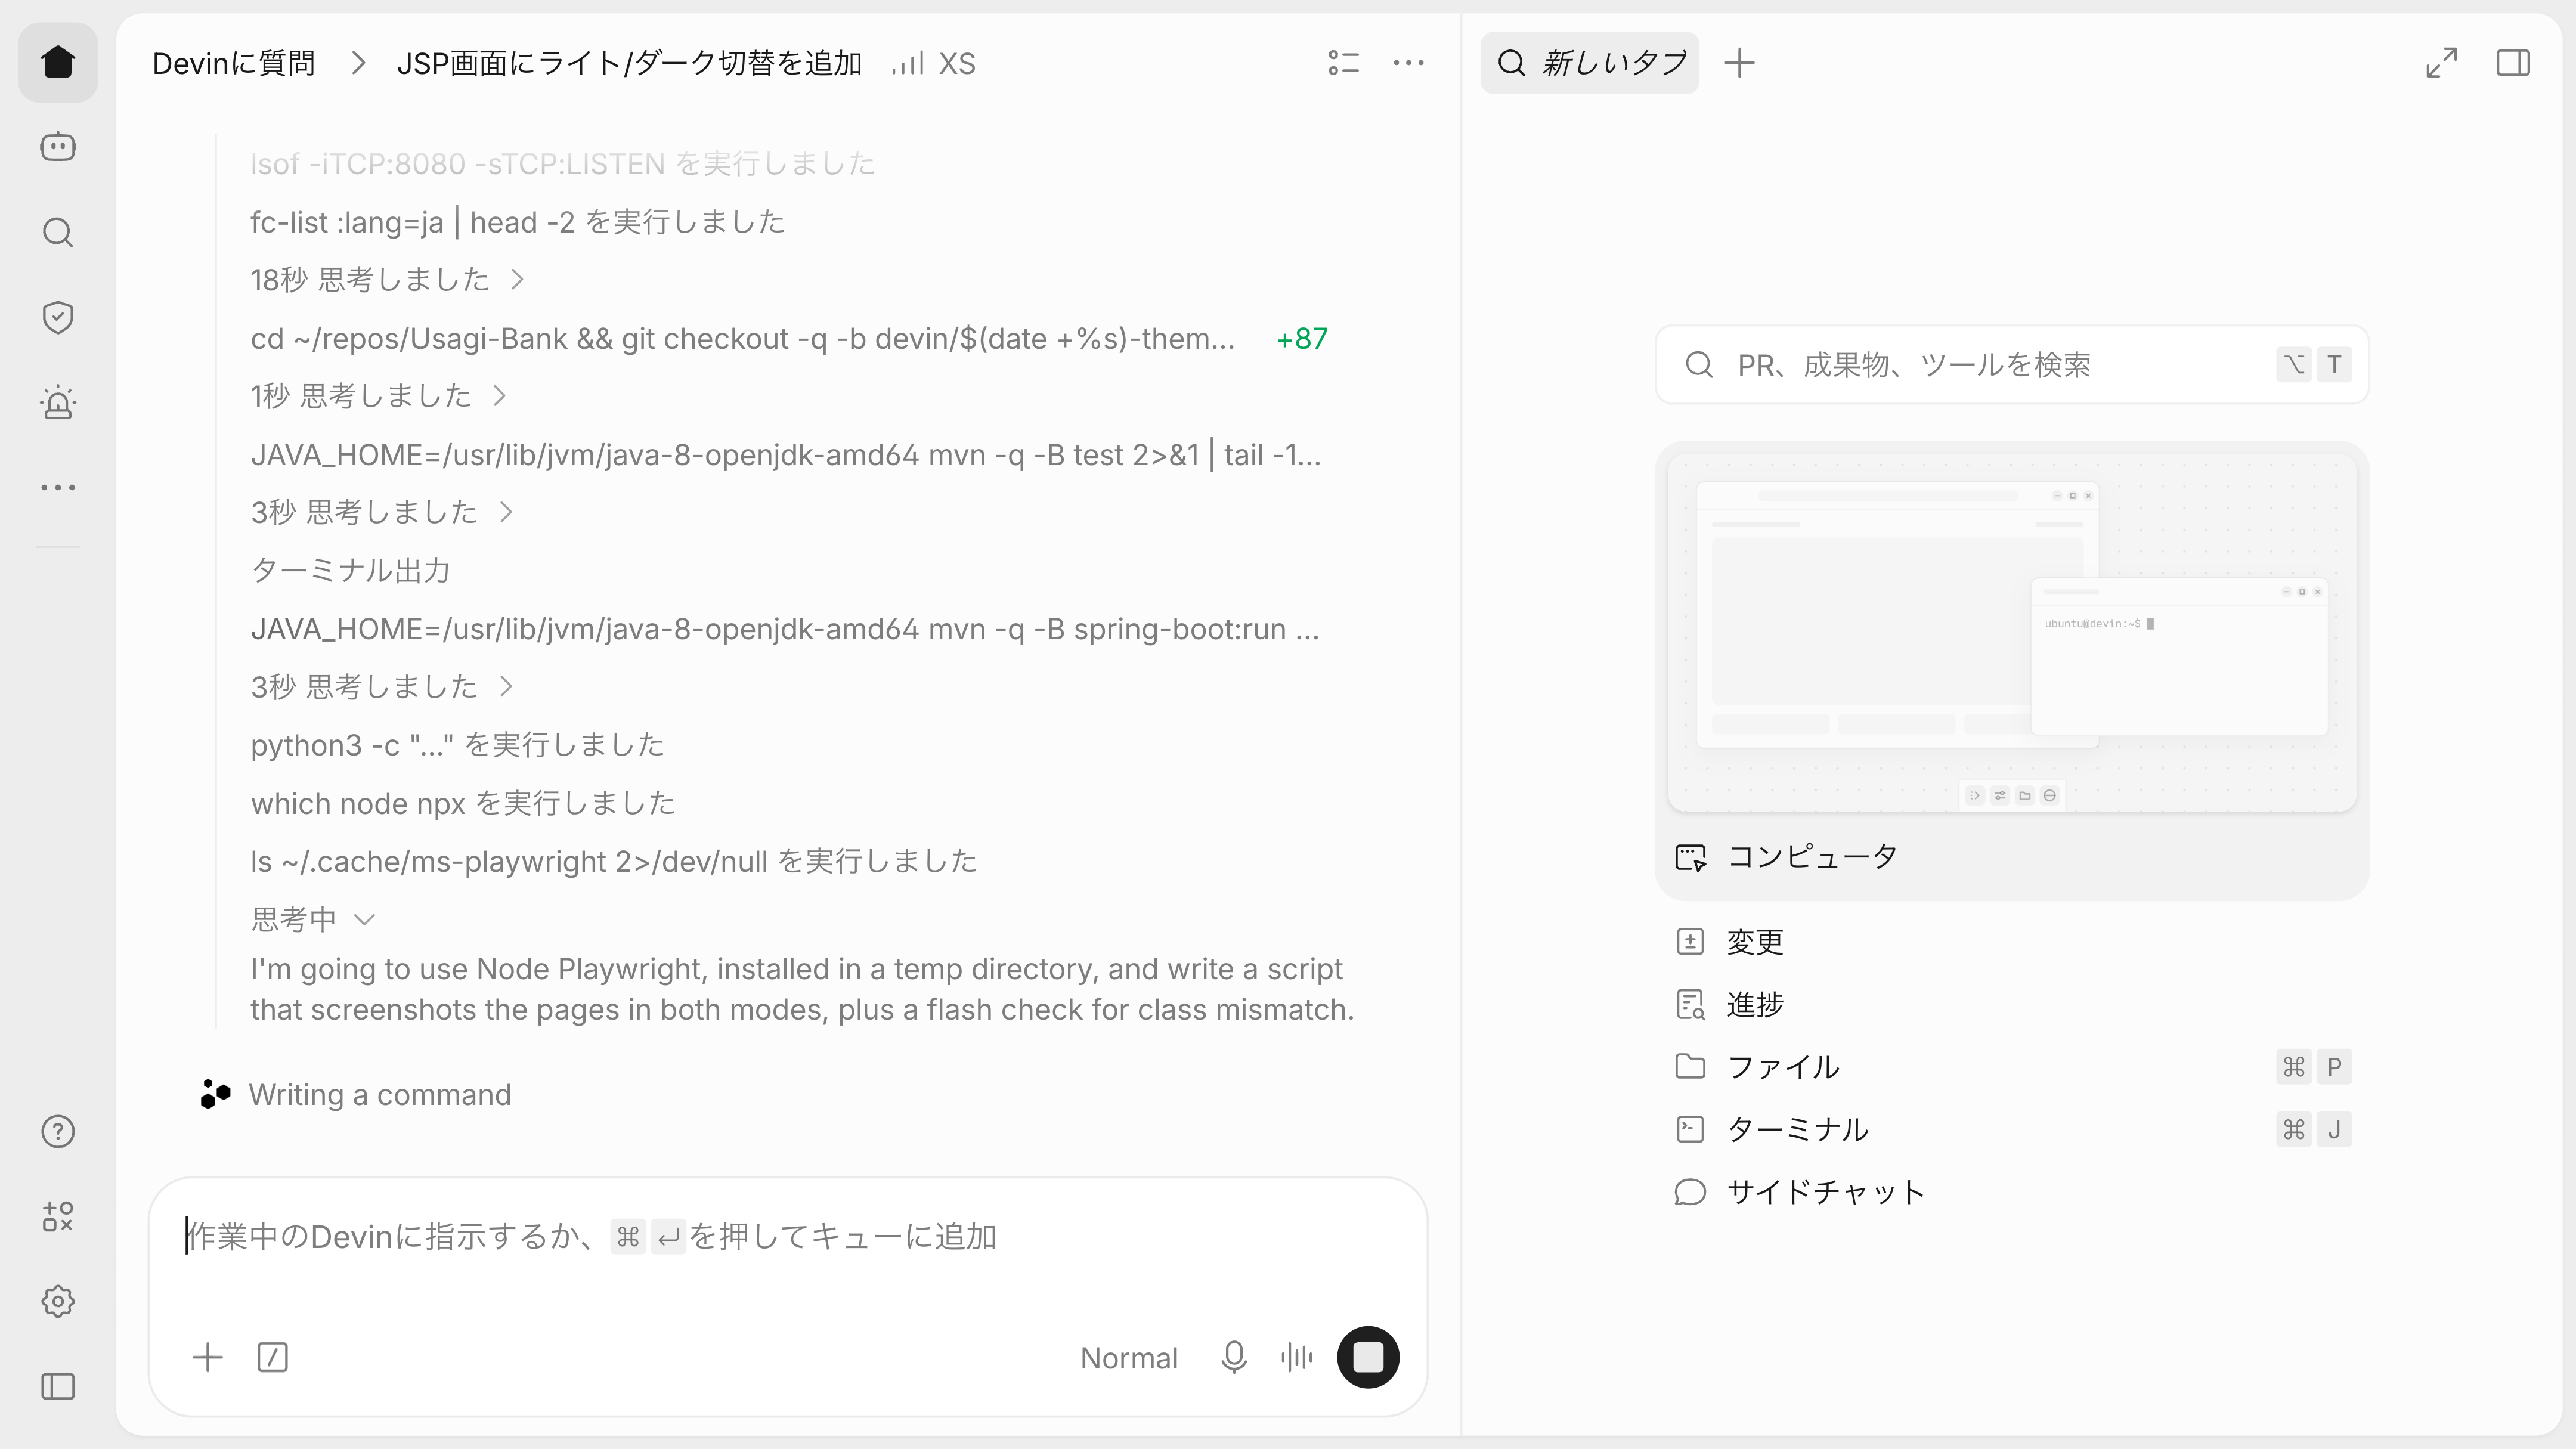 Devinに質問
JSP画面にライト/ダーク切替を追加
XS
lsof -iTCP:8080 -sTCP:LISTEN を実行しました
fc-list :lang=ja | head -2 を実行しました
18秒 思考しました
cd ~/repos/Usagi-Bank && git checkout -q -b devin/$(date +%s)-them... +87
1秒 思考しました
JAVA_HOME=/usr/lib/jvm/java-8-openjdk-amd64 mvn -q -B test 2>&1 | tail -1...
3秒 思考しました
ターミナル出力
JAVA_HOME=/usr/lib/jvm/java-8-openjdk-amd64 mvn -q -B spring-boot:run ...
3秒 思考しました
python3 -c "..." を実行しました
which node npx を実行しました
ls ~/.cache/ms-playwright 2>/dev/null を実行しました
思考中
I'm going to use Node Playwright, installed in a temp directory, and write a script
that screenshots the pages in both modes, plus a flash check for class mismatch.
Writing a command
作業中のDevinに指示するか、⌘ ↵ を押してキューに追加
Normal
新しいタブ
PR、成果物、ツールを検索 ⌥ T
ubuntu@devin:~$
コンピュータ
変更
進捗
ファイル ⌘ P
ターミナル ⌘ J
サイドチャット